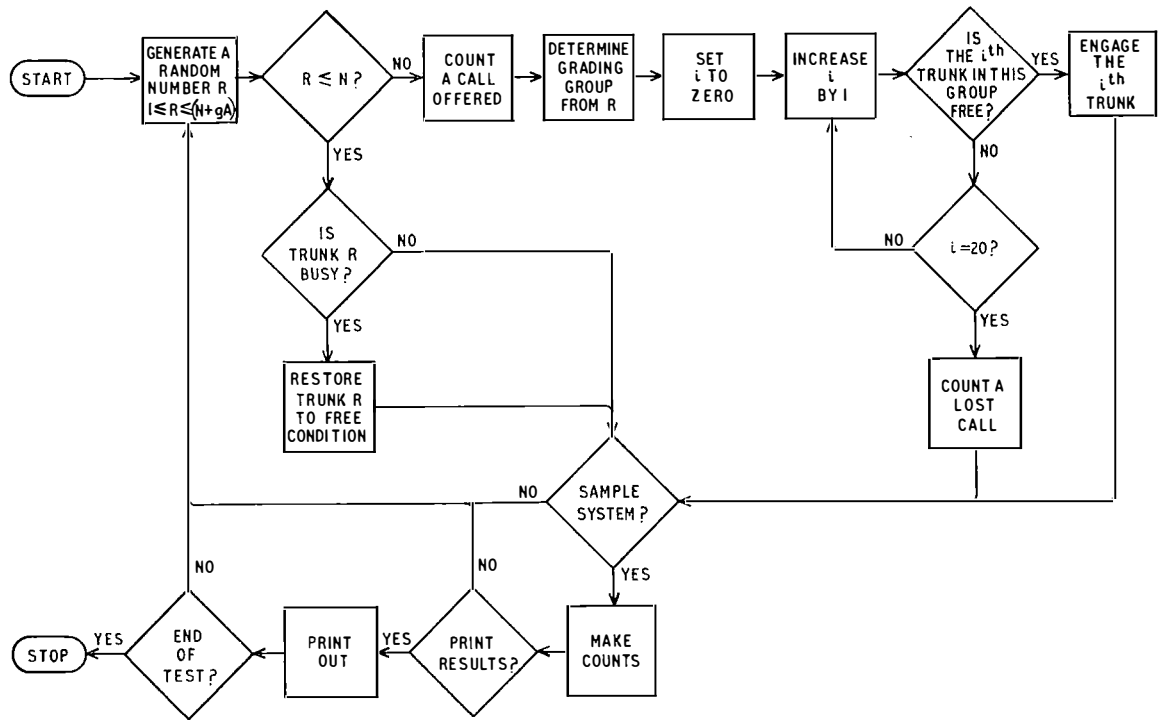 START
GENERATE A
RANDOM
NUMBER R
I ≤ R ≤ (N+gA)
R ≤ N?
NO
YES
COUNT
A CALL
OFFERED
DETERMINE
GRADING
GROUP
FROM R
SET
i TO
ZERO
INCREASE
i
BY I
IS
THE ith
TRUNK IN THIS
GROUP
FREE?
YES
NO
ENGAGE
THE
ith
TRUNK
IS
TRUNK R
BUSY?
NO
YES
i =20?
NO
YES
RESTORE
TRUNK R
TO FREE
CONDITION
COUNT A
LOST
CALL
SAMPLE
SYSTEM?
NO
YES
MAKE
COUNTS
PRINT
RESULTS?
NO
YES
PRINT
OUT
END
OF
TEST?
NO
YES
STOP